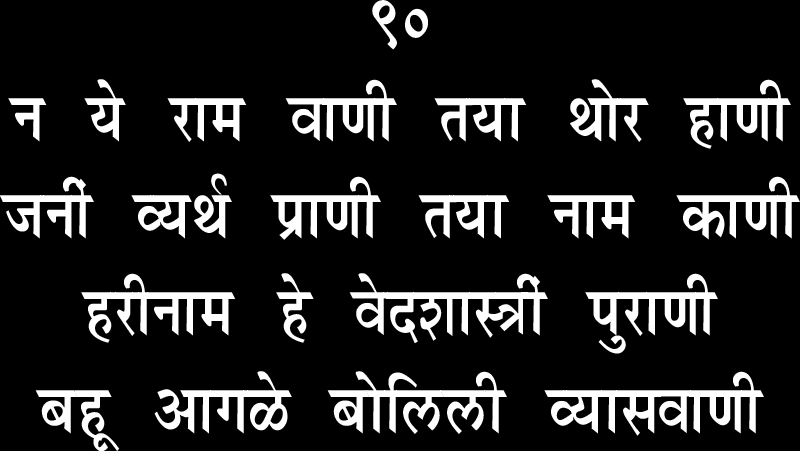 ९०
न ये राम वाणी तया थोर हाणी
जनीं व्यर्थ प्राणी तया नाम काणी
हरीनाम हे वेदशास्त्रीं पुराणी
बहू आगळे बोलिली व्यासवाणी